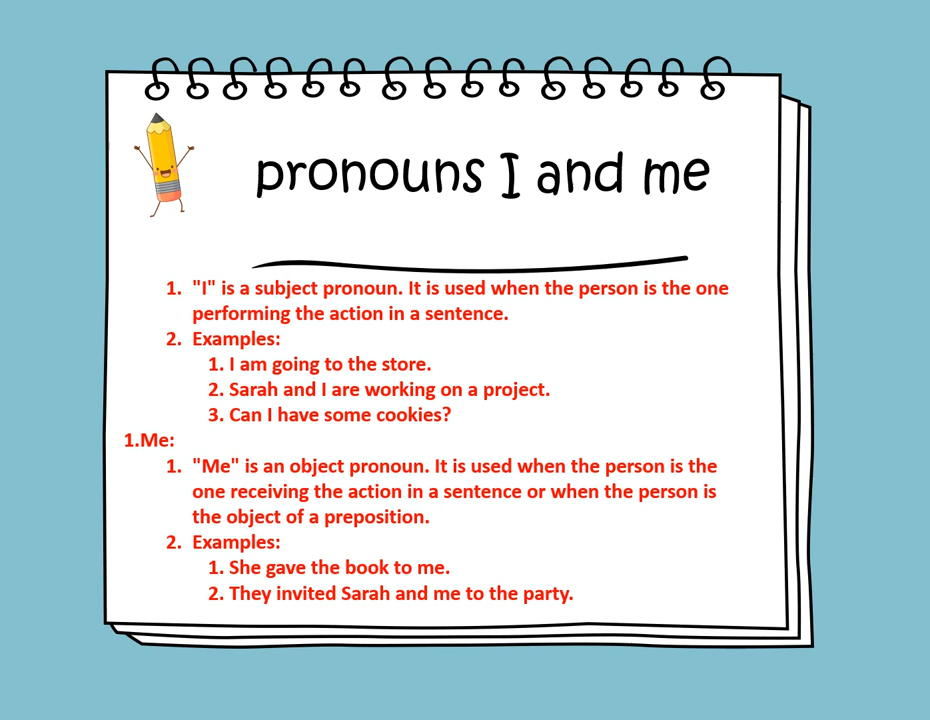 pronouns I and me
1. "I" is a subject pronoun. It is used when the person is the one
performing the action in a sentence.
2. Examples:
1. I am going to the store.
2. Sarah and I are working on a project.
3. Can I have some cookies?
1.Me:
1. "Me" is an object pronoun. It is used when the person is the
one receiving the action in a sentence or when the person is
the object of a preposition.
2. Examples:
1. She gave the book to me.
2. They invited Sarah and me to the party.